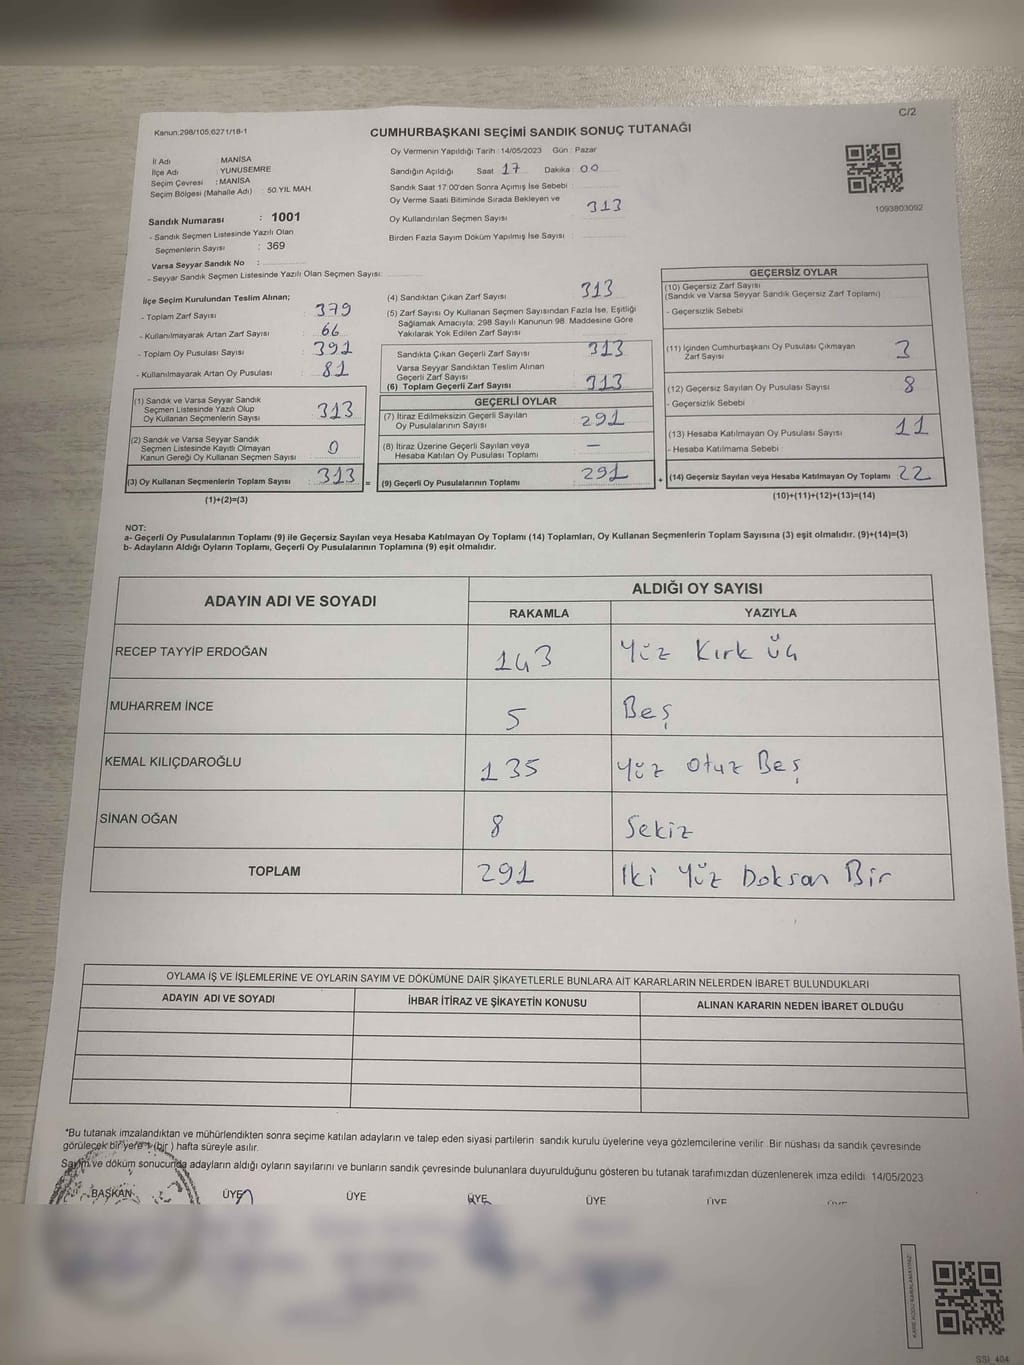 C/2
Kanun:298/105,6271/18-1
CUMHURBAŞKANI SEÇİMİ SANDIK SONUÇ TUTANAĞI
İl Adı MANİSA
İlçe Adı : YUNUSEMRE
Seçim Çevresi : MANİSA
Seçim Bölgesi (Mahalle Adı) : 50.YIL MAH.
Sandık Numarası : 1001
- Sandık Seçmen Listesinde Yazılı Olan
Seçmenlerin Sayısı : 369
Varsa Seyyar Sandık No :
- Seyyar Sandık Seçmen Listesinde Yazılı Olan Seçmen Sayısı:
Oy Vermenin Yapıldığı Tarih : 14/05/2023 Gün : Pazar
Sandığın Açıldığı Saat 17 Dakika 00
Sandık Saat 17:00'den Sonra Açımış İse Sebebi :
Oy Verme Saati Bitiminde Sırada Bekleyen ve
Oy Kullandırılan Seçmen Sayısı 313
Birden Fazla Sayım Döküm Yapılmış İse Sayısı :
1093803092
İlçe Seçim Kurulundan Teslim Alınan;
- Toplam Zarf Sayısı : 379
- Kullanılmayarak Artan Zarf Sayısı : 66
- Toplam Oy Pusulası Sayısı : 391
- Kullanılmayarak Artan Oy Pusulası : 81
(1) Sandık ve Varsa Seyyar Sandık
Seçmen Listesinde Yazılı Olup
Oy Kullanan Seçmenlerin Sayısı : 313
(2) Sandık ve Varsa Seyyar Sandık
Seçmen Listesinde Kayıtlı Olmayan
Kanun Gereği Oy Kullanan Seçmen Sayısı : 0
(3) Oy Kullanan Seçmenlerin Toplam Sayısı : 313 =
(1)+(2)=(3)
(4) Sandıktan Çıkan Zarf Sayısı 313
(5) Zarf Sayısı Oy Kullanan Seçmen Sayısından Fazla İse, Eşitliği
Sağlamak Amacıyla; 298 Sayılı Kanunun 98. Maddesine Göre
Yakılarak Yok Edilen Zarf Sayısı
Sandıkta Çıkan Geçerli Zarf Sayısı : 313
Varsa Seyyar Sandıktan Teslim Alınan
Geçerli Zarf Sayısı
(6) Toplam Geçerli Zarf Sayısı : 313
GEÇERLİ OYLAR
(7) İtiraz Edilmeksizin Geçerli Sayılan
Oy Pusulalarının Sayısı : 291
(8) İtiraz Üzerine Geçerli Sayılan veya
Hesaba Katılan Oy Pusulası Toplamı : —
(9) Geçerli Oy Pusulalarının Toplamı : 291 +
GEÇERSİZ OYLAR
(10) Geçersiz Zarf Sayısı
(Sandık ve Varsa Seyyar Sandık Geçersiz Zarf Toplamı)
- Geçersizlik Sebebi
(11) İçinden Cumhurbaşkanı Oy Pusulası Çıkmayan
Zarf Sayısı 3
(12) Geçersiz Sayılan Oy Pusulası Sayısı 8
- Geçersizlik Sebebi
(13) Hesaba Katılmayan Oy Pusulası Sayısı 11
- Hesaba Katılmama Sebebi
(14) Geçersiz Sayılan veya Hesaba Katılmayan Oy Toplamı 22
(10)+(11)+(12)+(13)=(14)
NOT:
a- Geçerli Oy Pusulalarının Toplamı (9) ile Geçersiz Sayılan veya Hesaba Katılmayan Oy Toplamı (14) Toplamları, Oy Kullanan Seçmenlerin Toplam Sayısına (3) eşit olmalıdır. (9)+(14)=(3)
b- Adayların Aldığı Oyların Toplamı, Geçerli Oy Pusulalarının Toplamına (9) eşit olmalıdır.
ADAYIN ADI VE SOYADI ALDIĞI OY SAYISI
RAKAMLA YAZIYLA
RECEP TAYYİP ERDOĞAN 143 Yüz Kırk Üç
MUHARREM İNCE 5 Beş
KEMAL KILIÇDAROĞLU 135 Yüz Otuz Beş
SİNAN OĞAN 8 Sekiz
TOPLAM 291 İki Yüz Doksan Bir
OYLAMA İŞ VE İŞLEMLERİNE VE OYLARIN SAYIM VE DÖKÜMÜNE DAİR ŞİKAYETLERLE BUNLARA AİT KARARLARIN NELERDEN İBARET BULUNDUKLARI
ADAYIN ADI VE SOYADI İHBAR İTİRAZ VE ŞİKAYETİN KONUSU ALINAN KARARIN NEDEN İBARET OLDUĞU
*Bu tutanak imzalandıktan ve mühürlendikten sonra seçime katılan adayların ve talep eden siyasi partilerin sandık kurulu üyelerine veya gözlemcilerine verilir. Bir nüshası da sandık çevresinde
görülecek bir yere 1 (bir) hafta süreyle asılır.
Sayım ve döküm sonucunda adayların aldığı oyların sayılarını ve bunların sandık çevresinde bulunanlara duyurulduğunu gösteren bu tutanak tarafımızdan düzenlenerek imza edildi. 14/05/2023
BAŞKAN ÜYE ÜYE ÜYE ÜYE ÜYE
SSI 404